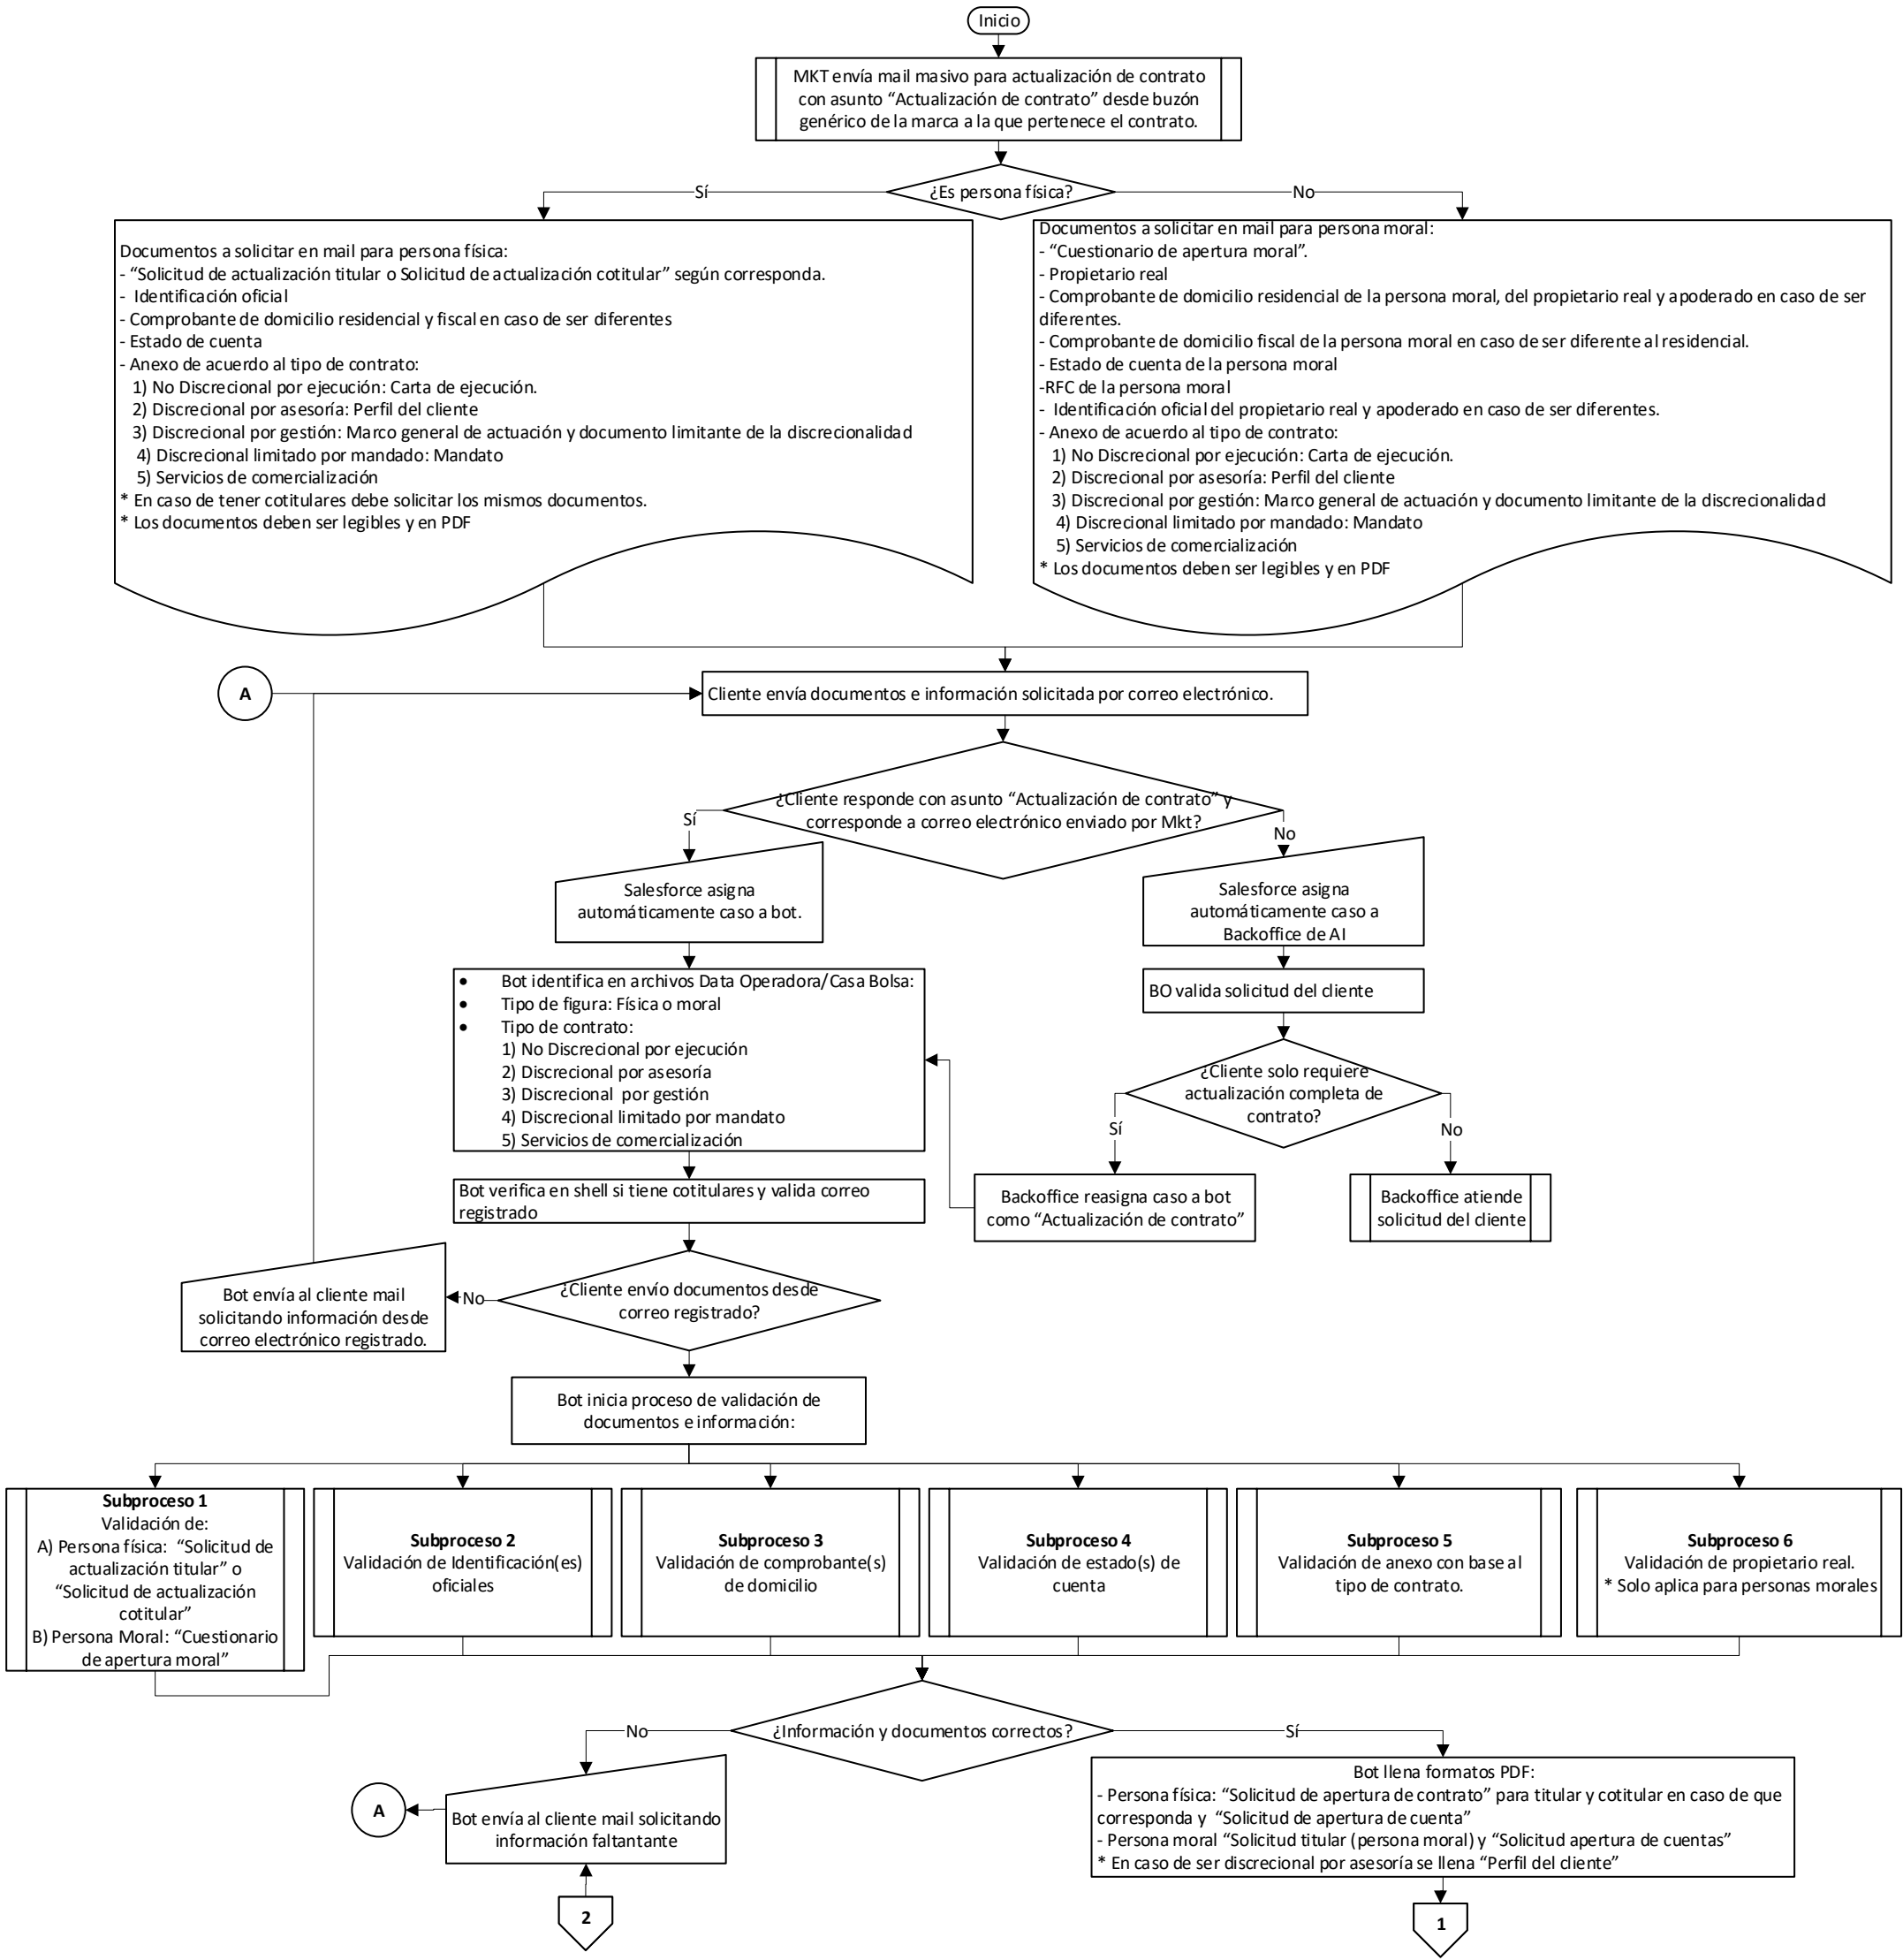 Inicio
MKT envía mail masivo para actualización de contrato
con asunto “Actualización de contrato” desde buzón
genérico de la marca a la que pertenece el contrato.
¿Es persona física?
Sí
No
Documentos a solicitar en mail para persona física:
- “Solicitud de actualización titular o Solicitud de actualización cotitular” según corresponda.
- Identificación oficial
- Comprobante de domicilio residencial y fiscal en caso de ser diferentes
- Estado de cuenta
- Anexo de acuerdo al tipo de contrato:
1) No Discrecional por ejecución: Carta de ejecución.
2) Discrecional por asesoría: Perfil del cliente
3) Discrecional por gestión: Marco general de actuación y documento limitante de la discrecionalidad
4) Discrecional limitado por mandado: Mandato
5) Servicios de comercialización
* En caso de tener cotitulares debe solicitar los mismos documentos.
* Los documentos deben ser legibles y en PDF
Documentos a solicitar en mail para persona moral:
- “Cuestionario de apertura moral”.
- Propietario real
- Comprobante de domicilio residencial de la persona moral, del propietario real y apoderado en caso de ser
diferentes.
- Comprobante de domicilio fiscal de la persona moral en caso de ser diferente al residencial.
- Estado de cuenta de la persona moral
-RFC de la persona moral
- Identificación oficial del propietario real y apoderado en caso de ser diferentes.
- Anexo de acuerdo al tipo de contrato:
1) No Discrecional por ejecución: Carta de ejecución.
2) Discrecional por asesoría: Perfil del cliente
3) Discrecional por gestión: Marco general de actuación y documento limitante de la discrecionalidad
4) Discrecional limitado por mandado: Mandato
5) Servicios de comercialización
* Los documentos deben ser legibles y en PDF
A
Cliente envía documentos e información solicitada por correo electrónico.
¿Cliente responde con asunto “Actualización de contrato” y
corresponde a correo electrónico enviado por Mkt?
Sí
No
Salesforce asigna
automáticamente caso a bot.
Salesforce asigna
automáticamente caso a
Backoffice de AI
• Bot identifica en archivos Data Operadora/Casa Bolsa:
• Tipo de figura: Física o moral
• Tipo de contrato:
1) No Discrecional por ejecución
2) Discrecional por asesoría
3) Discrecional por gestión
4) Discrecional limitado por mandato
5) Servicios de comercialización
BO valida solicitud del cliente
¿Cliente solo requiere
actualización completa de
contrato?
Sí
No
Bot verifica en shell si tiene cotitulares y valida correo
registrado
Backoffice reasigna caso a bot
como “Actualización de contrato”
Backoffice atiende
solicitud del cliente
¿Cliente envío documentos desde
correo registrado?
No
Bot envía al cliente mail
solicitando información desde
correo electrónico registrado.
Bot inicia proceso de validación de
documentos e información:
Subproceso 1
Validación de:
A) Persona física: “Solicitud de
actualización titular” o
“Solicitud de actualización
cotitular”
B) Persona Moral: “Cuestionario
de apertura moral”
Subproceso 2
Validación de Identificación(es)
oficiales
Subproceso 3
Validación de comprobante(s)
de domicilio
Subproceso 4
Validación de estado(s) de
cuenta
Subproceso 5
Validación de anexo con base al
tipo de contrato.
Subproceso 6
Validación de propietario real.
* Solo aplica para personas morales
¿Información y documentos correctos?
No
Sí
A
Bot envía al cliente mail solicitando
información faltantante
Bot llena formatos PDF:
- Persona física: “Solicitud de apertura de contrato” para titular y cotitular en caso de que
corresponda y “Solicitud de apertura de cuenta”
- Persona moral “Solicitud titular (persona moral) y “Solicitud apertura de cuentas”
* En caso de ser discrecional por asesoría se llena “Perfil del cliente”
2
1